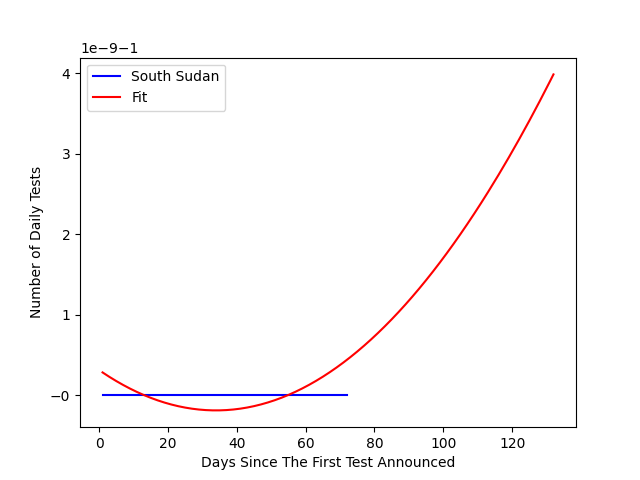 1e−9−1
South Sudan
Fit
4
3
2
1
−0
Number of Daily Tests
0 20 40 60 80 100 120
Days Since The First Test Announced